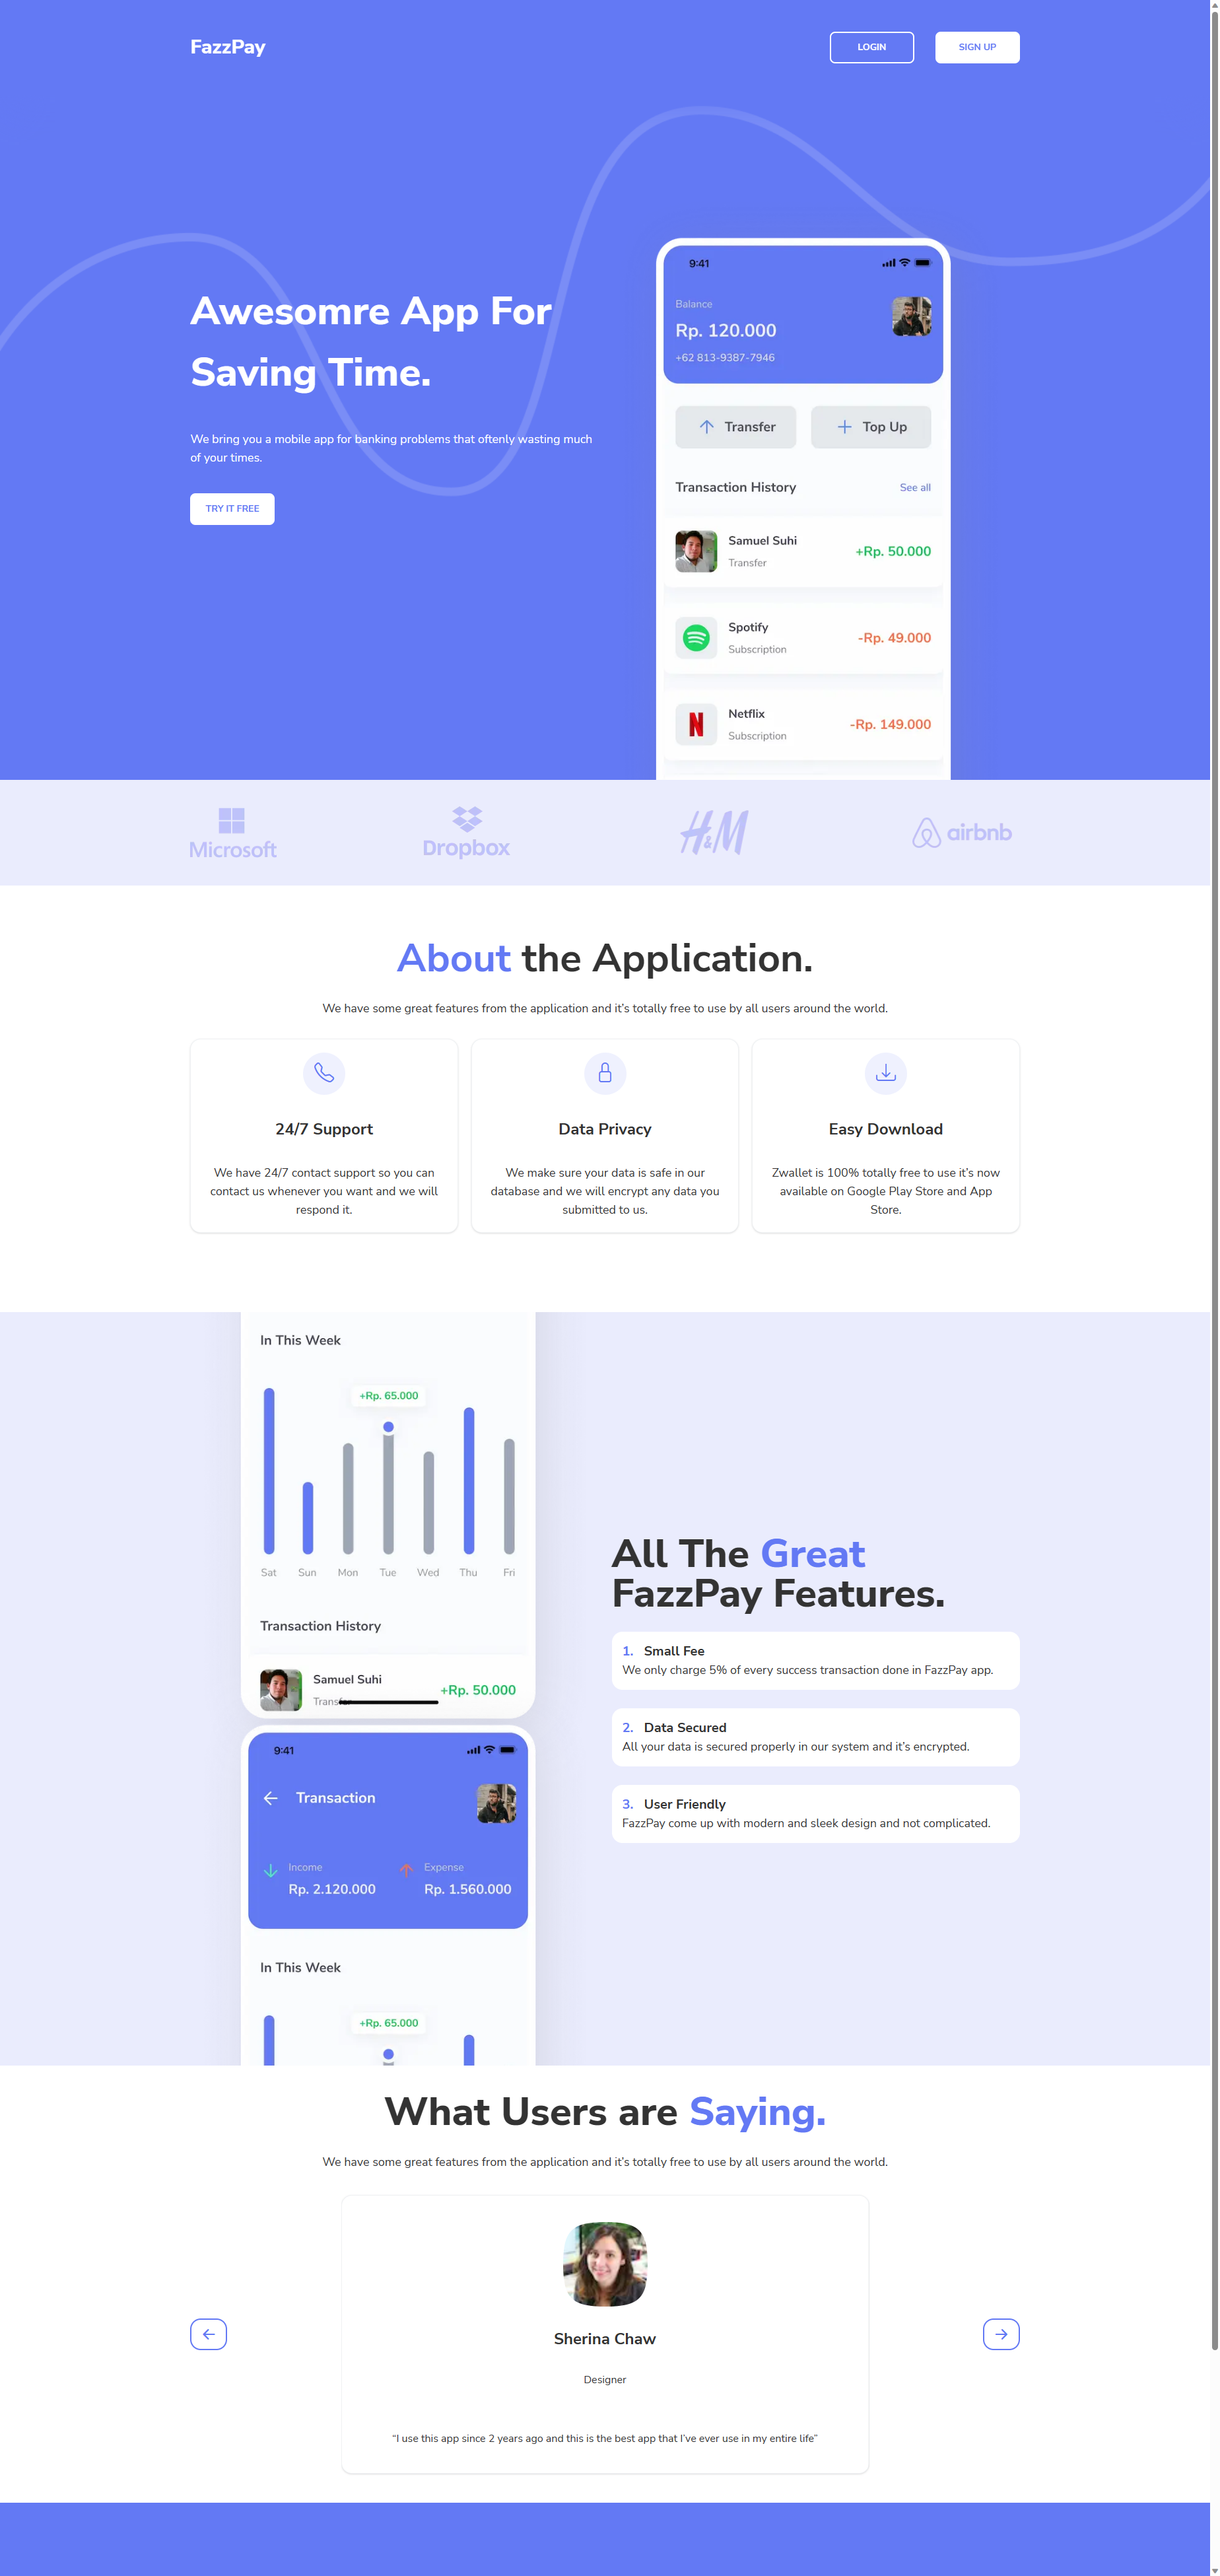 FazzPay
LOGIN
SIGN UP
Awesomre App For
Saving Time.
We bring you a mobile app for banking problems that oftenly wasting much
of your times.
TRY IT FREE
9:41
Balance
Rp. 120.000
+62 813-9387-7946
Transfer
Top Up
Transaction History
See all
Samuel Suhi
Transfer
+Rp. 50.000
Spotify
Subscription
-Rp. 49.000
Netflix
Subscription
-Rp. 149.000
Microsoft
Dropbox
H&M
airbnb
About the Application.
We have some great features from the application and it’s totally free to use by all users around the world.
24/7 Support
We have 24/7 contact support so you can
contact us whenever you want and we will
respond it.
Data Privacy
We make sure your data is safe in our
database and we will encrypt any data you
submitted to us.
Easy Download
Zwallet is 100% totally free to use it’s now
available on Google Play Store and App
Store.
In This Week
+Rp. 65.000
Sat Sun Mon Tue Wed Thu Fri
Transaction History
Samuel Suhi
Transfer
+Rp. 50.000
9:41
Transaction
Income
Rp. 2.120.000
Expense
Rp. 1.560.000
In This Week
+Rp. 65.000
All The Great
FazzPay Features.
1. Small Fee
We only charge 5% of every success transaction done in FazzPay app.
2. Data Secured
All your data is secured properly in our system and it’s encrypted.
3. User Friendly
FazzPay come up with modern and sleek design and not complicated.
What Users are Saying.
We have some great features from the application and it’s totally free to use by all users around the world.
Sherina Chaw
Designer
“I use this app since 2 years ago and this is the best app that I’ve ever use in my entire life”